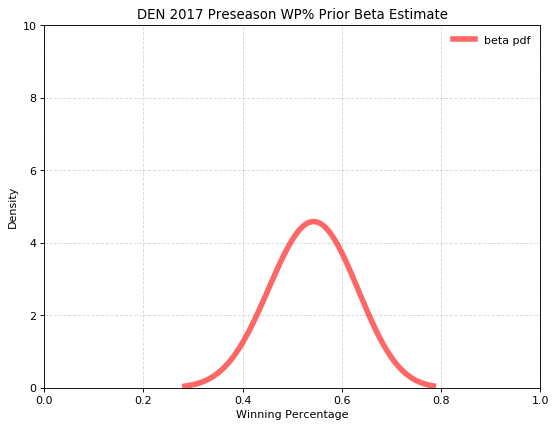 DEN 2017 Preseason WP% Prior Beta Estimate
beta pdf
10
8
6
4
2
0
Density
0.0 0.2 0.4 0.6 0.8 1.0
Winning Percentage